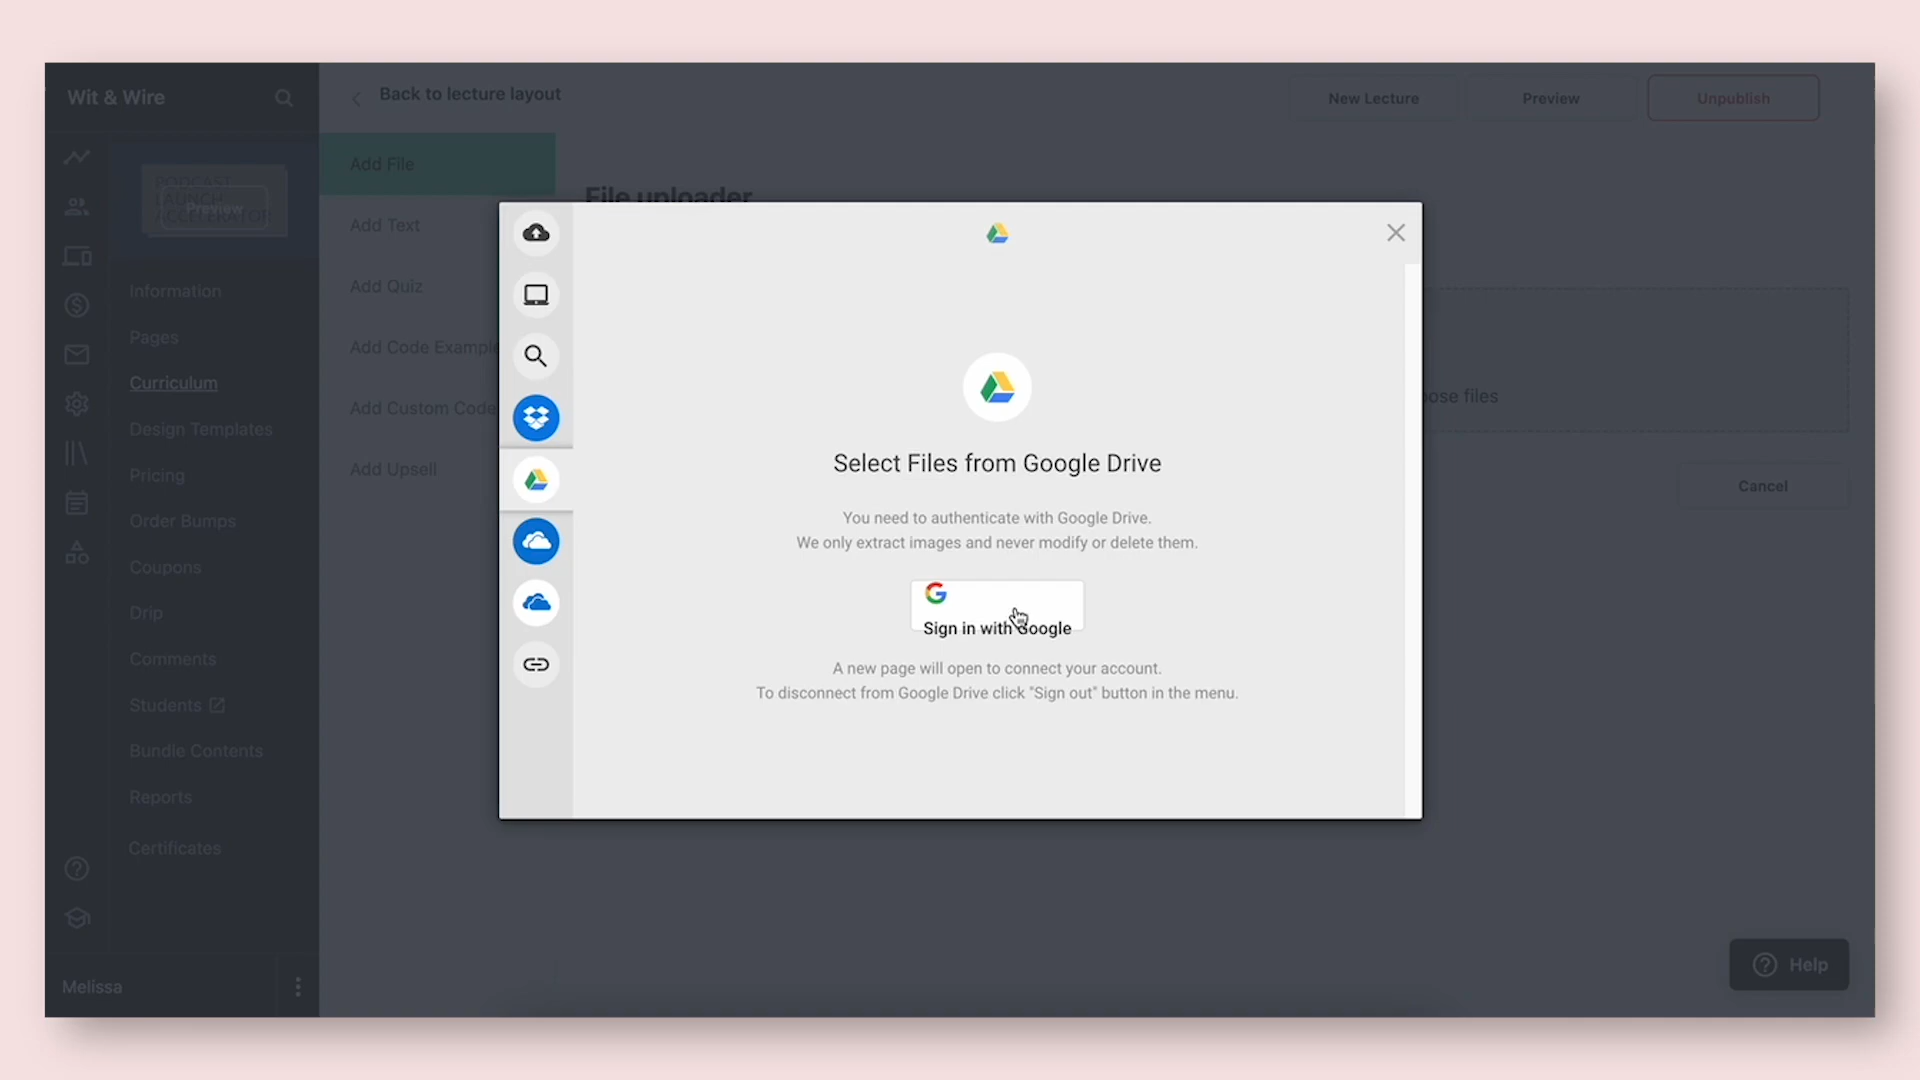 Wit & Wire
Back to lecture layout
New Lecture
Preview
Unpublish
PODCAST
LAUNCH
ACCELERATOR
Preview
Add File
Add Text
Add Quiz
Add Code Example
Add Custom Code
Add Upsell
File uploader
Information
Pages
Curriculum
Design Templates
Pricing
Order Bumps
Coupons
Drip
Comments
Students
Bundle Contents
Reports
Certificates
Melissa
Select Files from Google Drive
You need to authenticate with Google Drive.
We only extract images and never modify or delete them.
Sign in with Google
A new page will open to connect your account.
To disconnect from Google Drive click "Sign out" button in the menu.
ose files
Cancel
Help